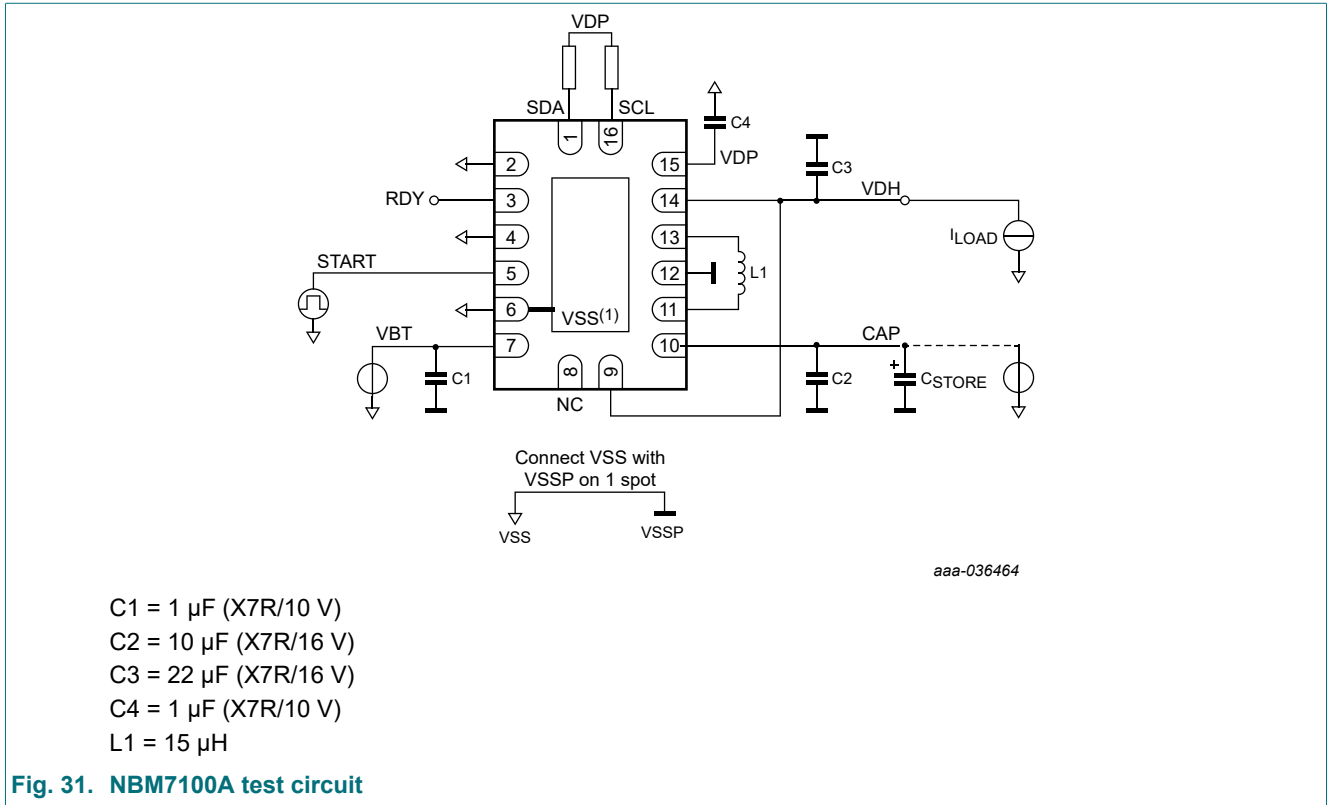 VDP
SDA
SCL
1
16
C4
2
15
VDP
C3
RDY
3
14
VDH
4
13
ILOAD
START
5
12
L1
6
VSS(1)
11
VBT
7
10
CAP
C1
8
9
C2
+
CSTORE
NC
Connect VSS with
VSSP on 1 spot
VSS
VSSP
aaa-036464
C1 = 1 µF (X7R/10 V)
C2 = 10 µF (X7R/16 V)
C3 = 22 µF (X7R/16 V)
C4 = 1 µF (X7R/10 V)
L1 = 15 µH
Fig. 31. NBM7100A test circuit